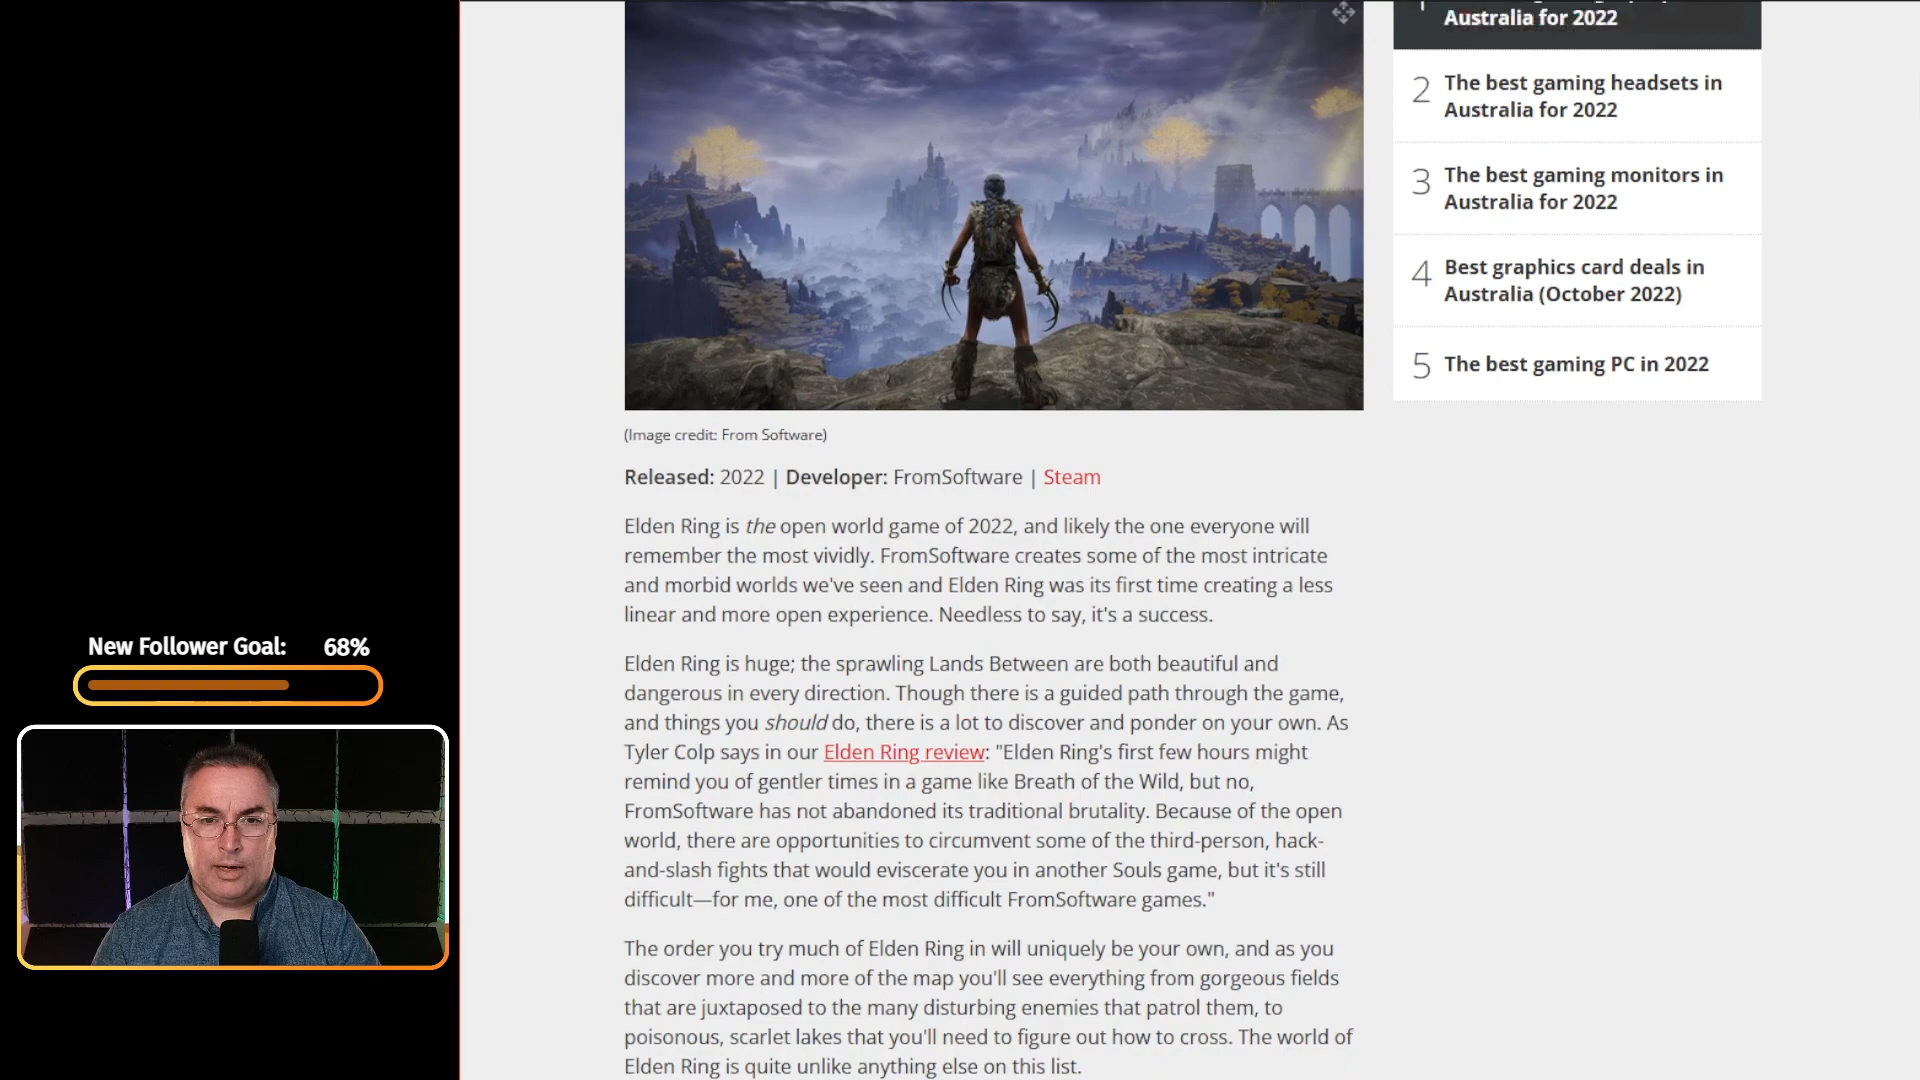 Australia for 2022
2 The best gaming headsets in
Australia for 2022
3 The best gaming monitors in
Australia for 2022
4 Best graphics card deals in
Australia (October 2022)
5 The best gaming PC in 2022
(Image credit: From Software)
Released: 2022 | Developer: FromSoftware | Steam
Elden Ring is the open world game of 2022, and likely the one everyone will
remember the most vividly. FromSoftware creates some of the most intricate
and morbid worlds we've seen and Elden Ring was its first time creating a less
linear and more open experience. Needless to say, it's a success.
Elden Ring is huge; the sprawling Lands Between are both beautiful and
dangerous in every direction. Though there is a guided path through the game,
and things you should do, there is a lot to discover and ponder on your own. As
Tyler Colp says in our Elden Ring review: "Elden Ring's first few hours might
remind you of gentler times in a game like Breath of the Wild, but no,
FromSoftware has not abandoned its traditional brutality. Because of the open
world, there are opportunities to circumvent some of the third-person, hack-
and-slash fights that would eviscerate you in another Souls game, but it's still
difficult—for me, one of the most difficult FromSoftware games."
The order you try much of Elden Ring in will uniquely be your own, and as you
discover more and more of the map you'll see everything from gorgeous fields
that are juxtaposed to the many disturbing enemies that patrol them, to
poisonous, scarlet lakes that you'll need to figure out how to cross. The world of
Elden Ring is quite unlike anything else on this list.
New Follower Goal: 68%